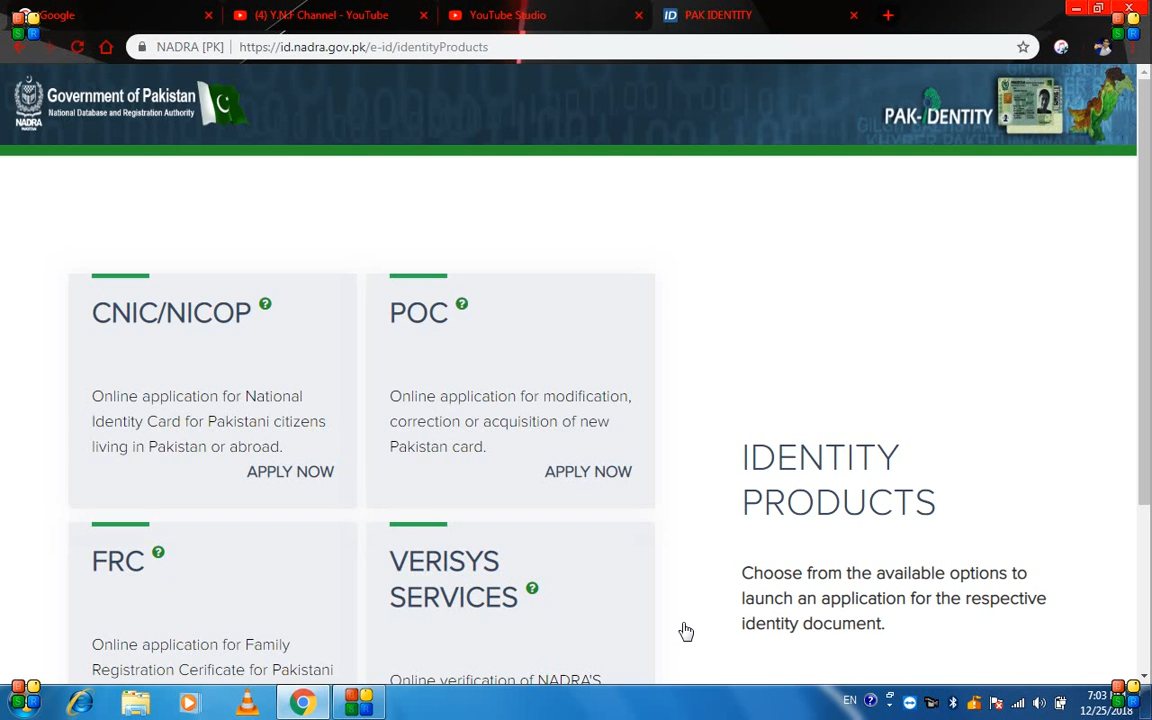 Google
(4) Y.N.F Channel - YouTube
YouTube Studio
ID PAK IDENTITY
NADRA [PK]
https://id.nadra.gov.pk/e-id/identityProducts
Government of Pakistan
National Database and Registration Authority
NADRA
PAK-IDENTITY
CNIC/NICOP
Online application for National
Identity Card for Pakistani citizens
living in Pakistan or abroad.
APPLY NOW
POC
Online application for modification,
correction or acquisition of new
Pakistan card.
APPLY NOW
FRC
Online application for Family
Registration Cerificate for Pakistani
VERISYS
SERVICES
Online verification of NADRA'S
IDENTITY
PRODUCTS
Choose from the available options to
launch an application for the respective
identity document.
EN
7:03
12/25/2018